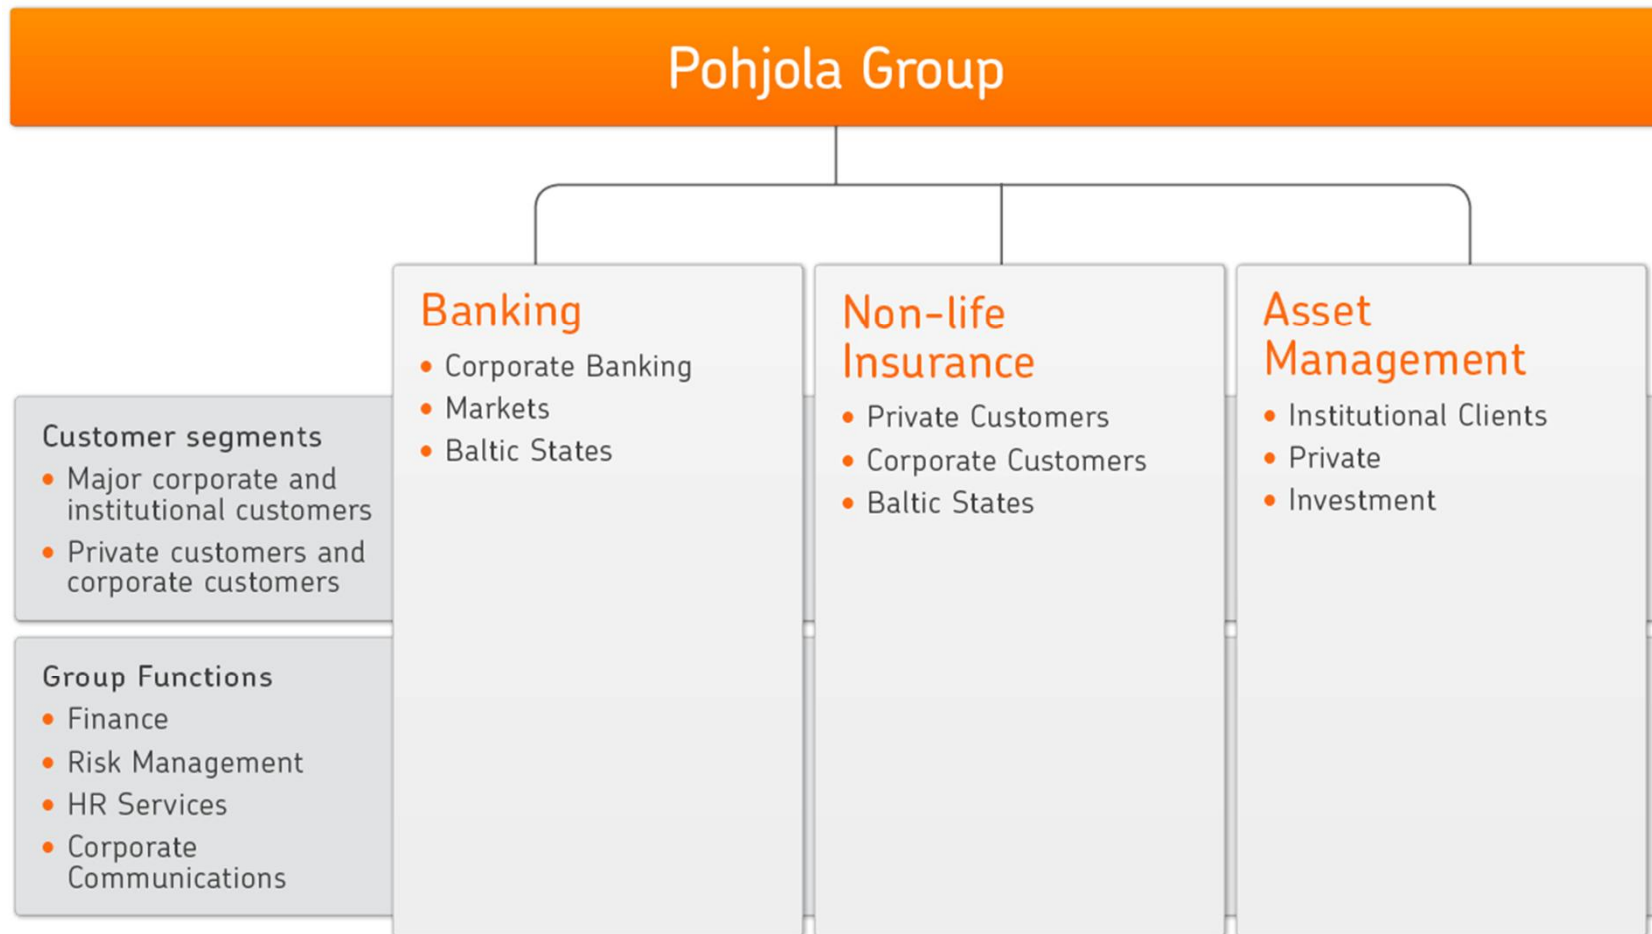 Pohjola Group
Banking
• Corporate Banking
• Markets
• Baltic States
Non-life
Insurance
• Private Customers
• Corporate Customers
• Baltic States
Asset
Management
• Institutional Clients
• Private
• Investment
Customer segments
• Major corporate and
institutional customers
• Private customers and
corporate customers
Group Functions
• Finance
• Risk Management
• HR Services
• Corporate
Communications